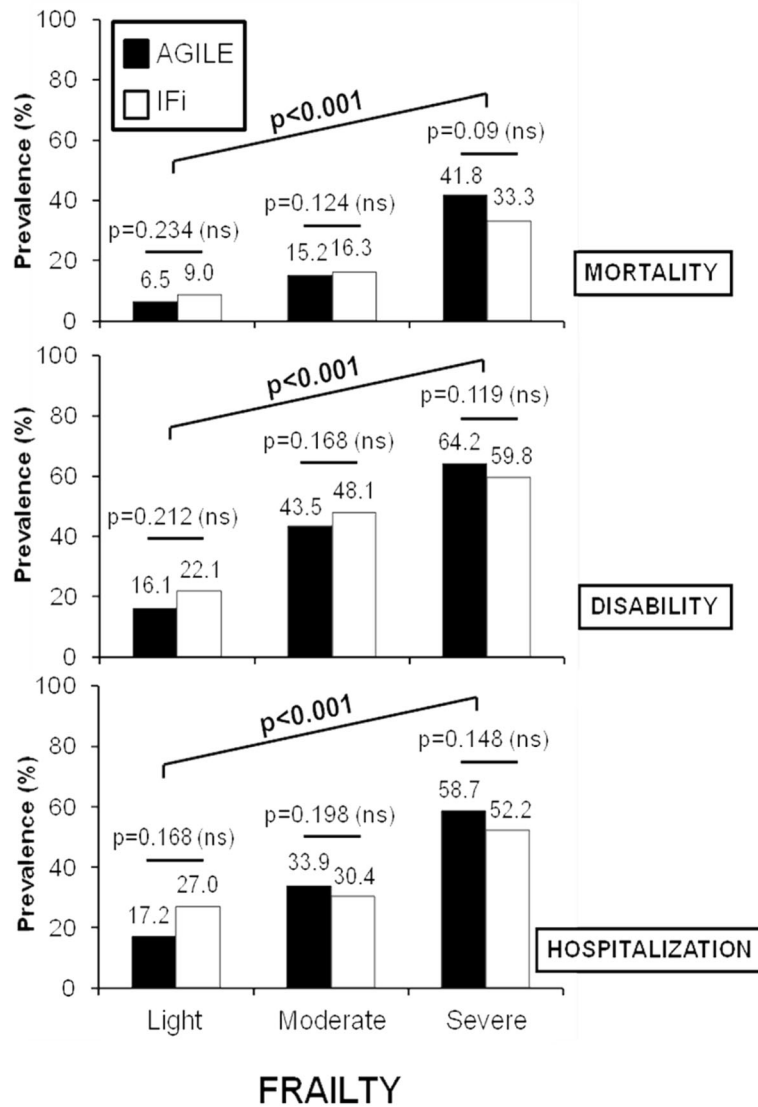 100
80
60
40
20
0
Prevalence (%)
AGILE
IFi
p<0.001
p=0.234 (ns)
p=0.124 (ns)
p=0.09 (ns)
6.5
9.0
15.2
16.3
41.8
33.3
MORTALITY
100
80
60
40
20
0
Prevalence (%)
p<0.001
p=0.212 (ns)
p=0.168 (ns)
p=0.119 (ns)
16.1
22.1
43.5
48.1
64.2
59.8
DISABILITY
100
80
60
40
20
0
Prevalence (%)
p<0.001
p=0.168 (ns)
p=0.198 (ns)
p=0.148 (ns)
17.2
27.0
33.9
30.4
58.7
52.2
HOSPITALIZATION
Light
Moderate
Severe
FRAILTY